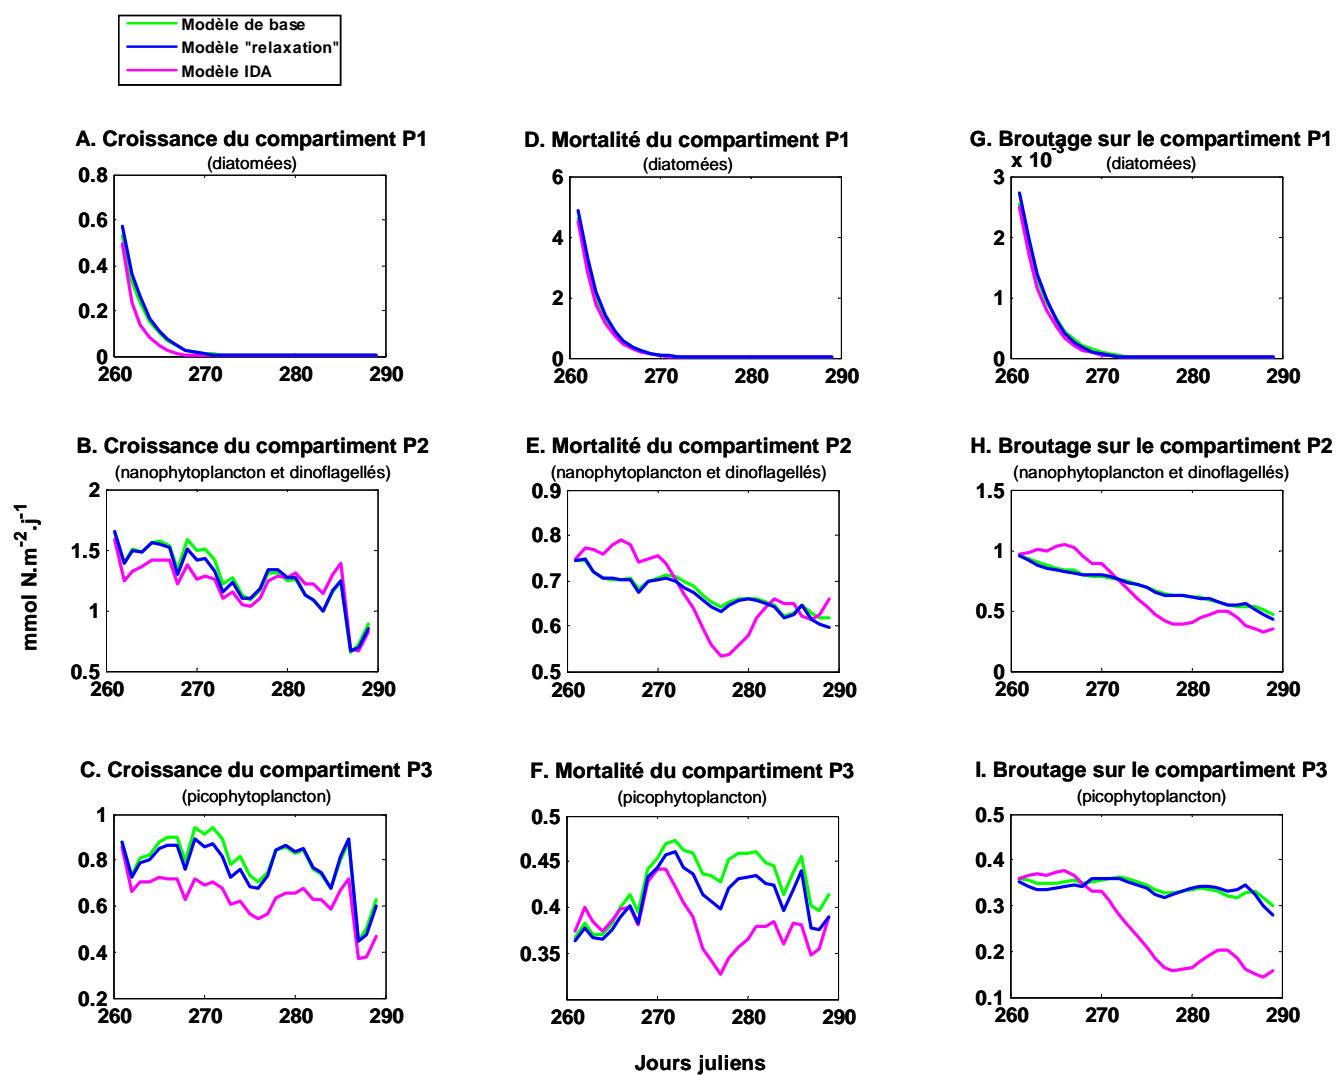 Modèle de base
Modèle "relaxation"
Modèle IDA
A. Croissance du compartiment P1
(diatomées)
0.8
0.6
0.4
0.2
0
260 270 280 290
D. Mortalité du compartiment P1
(diatomées)
6
4
2
0
260 270 280 290
G. Broutage sur le compartiment P1
x 10-3
(diatomées)
3
2
1
0
260 270 280 290
B. Croissance du compartiment P2
(nanophytoplancton et dinoflagellés)
2
1.5
1
0.5
260 270 280 290
E. Mortalité du compartiment P2
(nanophytoplancton et dinoflagellés)
0.9
0.8
0.7
0.6
0.5
260 270 280 290
H. Broutage sur le compartiment P2
(nanophytoplancton et dinoflagellés)
1.5
1
0.5
0
260 270 280 290
mmol N.m-2.j-1
C. Croissance du compartiment P3
(picophytoplancton)
1
0.8
0.6
0.4
0.2
260 270 280 290
F. Mortalité du compartiment P3
(picophytoplancton)
0.5
0.45
0.4
0.35
260 270 280 290
I. Broutage sur le compartiment P3
(picophytoplancton)
0.5
0.4
0.3
0.2
0.1
260 270 280 290
Jours juliens